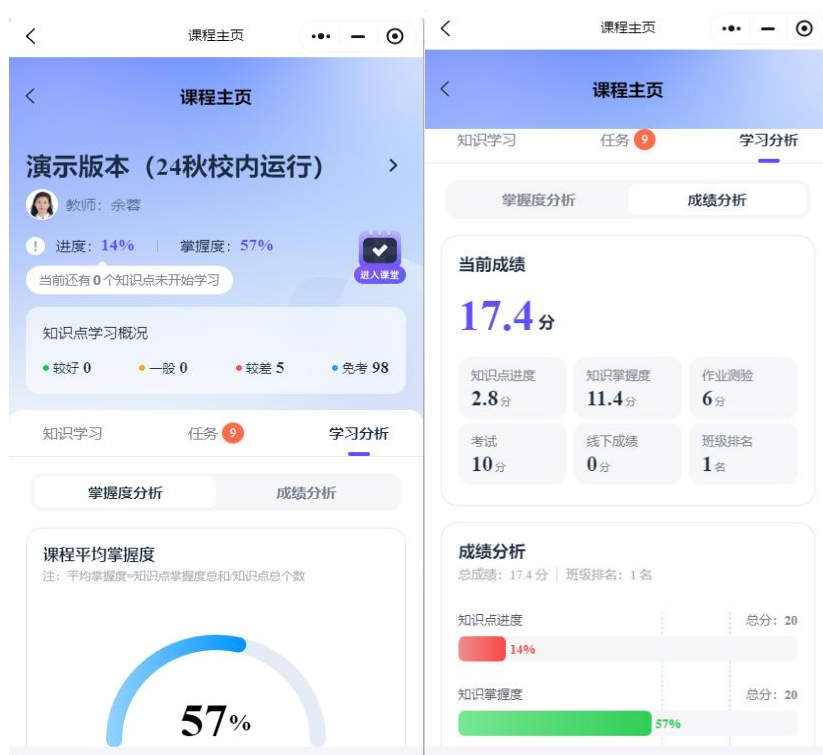 课程主页
课程主页
演示版本（24秋校内运行）
教师：余蓉
进度：14% 掌握度：57%
进入课堂
当前还有0个知识点未开始学习
知识点学习概况
较好 0 一般 0 较差 5 免考 98
知识学习 任务 9 学习分析
掌握度分析 成绩分析
课程平均掌握度
注：平均掌握度=知识点掌握度总和/知识点总个数
57%
课程主页
课程主页
知识学习 任务 9 学习分析
掌握度分析 成绩分析
当前成绩
17.4分
知识点进度 知识掌握度 作业测验
2.8分 11.4分 6分
考试 线下成绩 班级排名
10分 0分 1名
成绩分析
总成绩：17.4分 班级排名：1名
知识点进度 总分：20
14%
知识掌握度 总分：20
57%